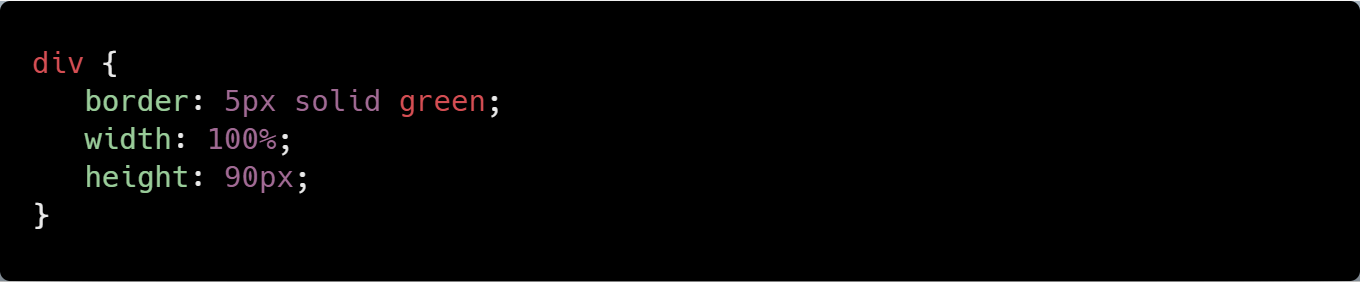 div {
   border: 5px solid green;
   width: 100%;
   height: 90px;
}